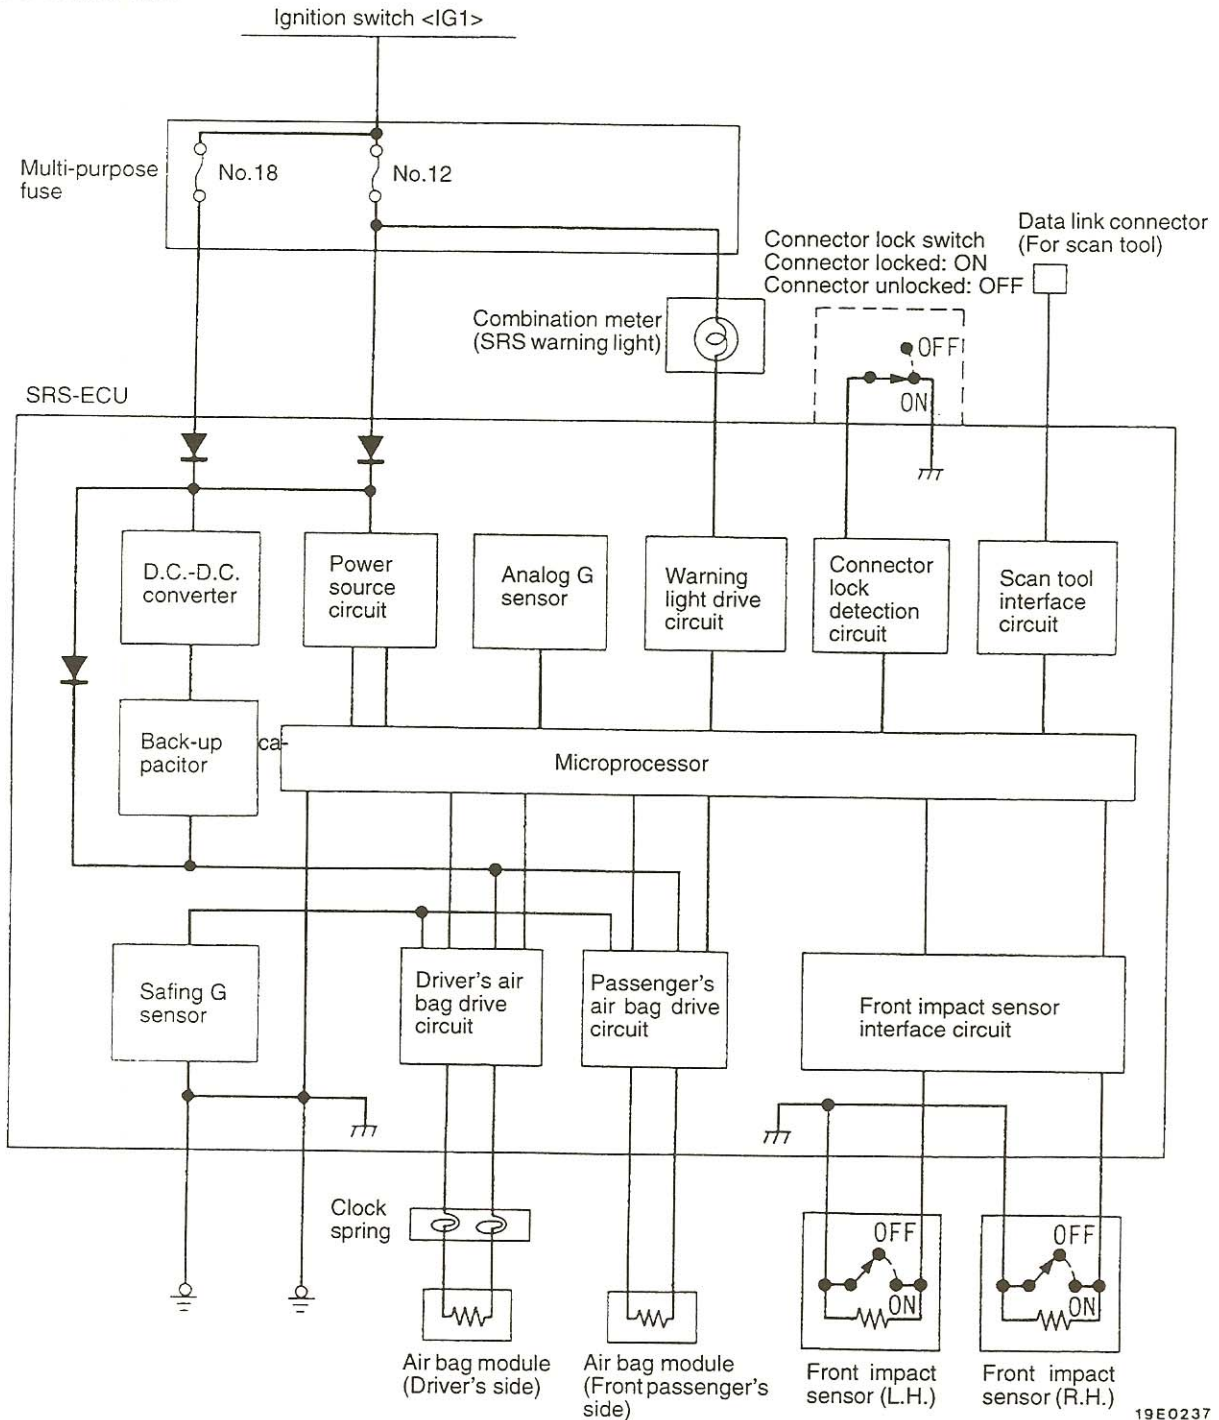 Ignition switch <IG1>
Multi-purpose
fuse
No.18
No.12
Data link connector
(For scan tool)
Connector lock switch
Connector locked: ON
Connector unlocked: OFF
Combination meter
(SRS warning light)
OFF
ON
SRS-ECU
D.C.-D.C.
converter
Power
source
circuit
Analog G
sensor
Warning
light drive
circuit
Connector
lock
detection
circuit
Scan tool
interface
circuit
Back-up ca-
pacitor
Microprocessor
Safing G
sensor
Driver's air
bag drive
circuit
Passenger's
air bag drive
circuit
Front impact sensor
interface circuit
Clock
spring
OFF
ON
OFF
ON
Air bag module
(Driver's side)
Air bag module
(Front passenger's
side)
Front impact
sensor (L.H.)
Front impact
sensor (R.H.)
19E0237